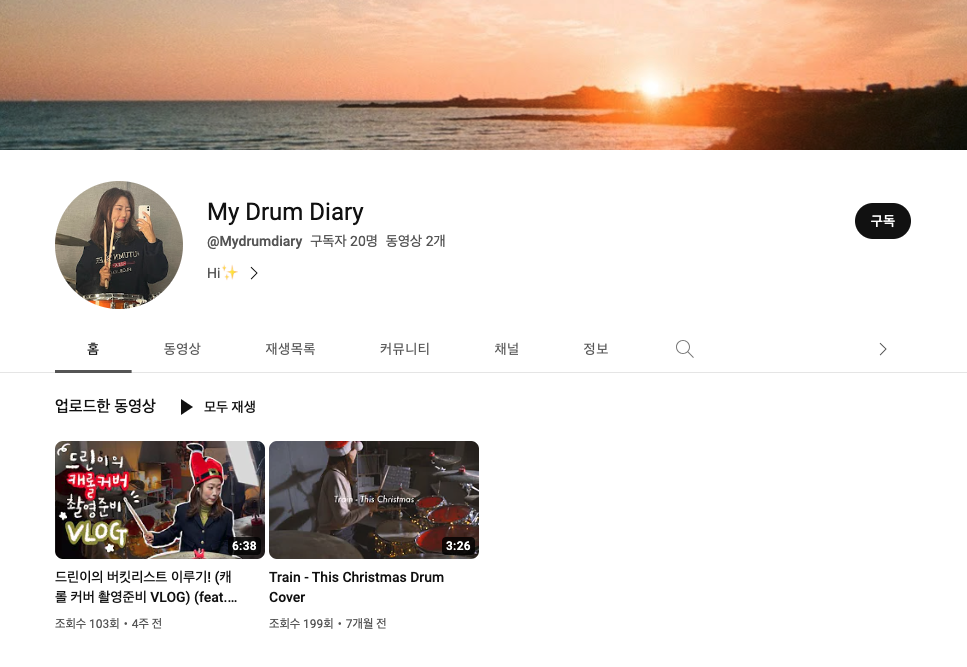 My Drum Diary
@Mydrumdiary 구독자 20명 동영상 2개
Hi✨
구독
홈 동영상 재생목록 커뮤니티 채널 정보
업로드한 동영상 모두 재생
드린이의
캐롤커버
촬영준비
VLOG
6:38
Train - This Christmas
3:26
드린이의 버킷리스트 이루기! (캐
롤 커버 촬영준비 VLOG) (feat....
조회수 103회 • 4주 전
Train - This Christmas Drum
Cover
조회수 199회 • 7개월 전